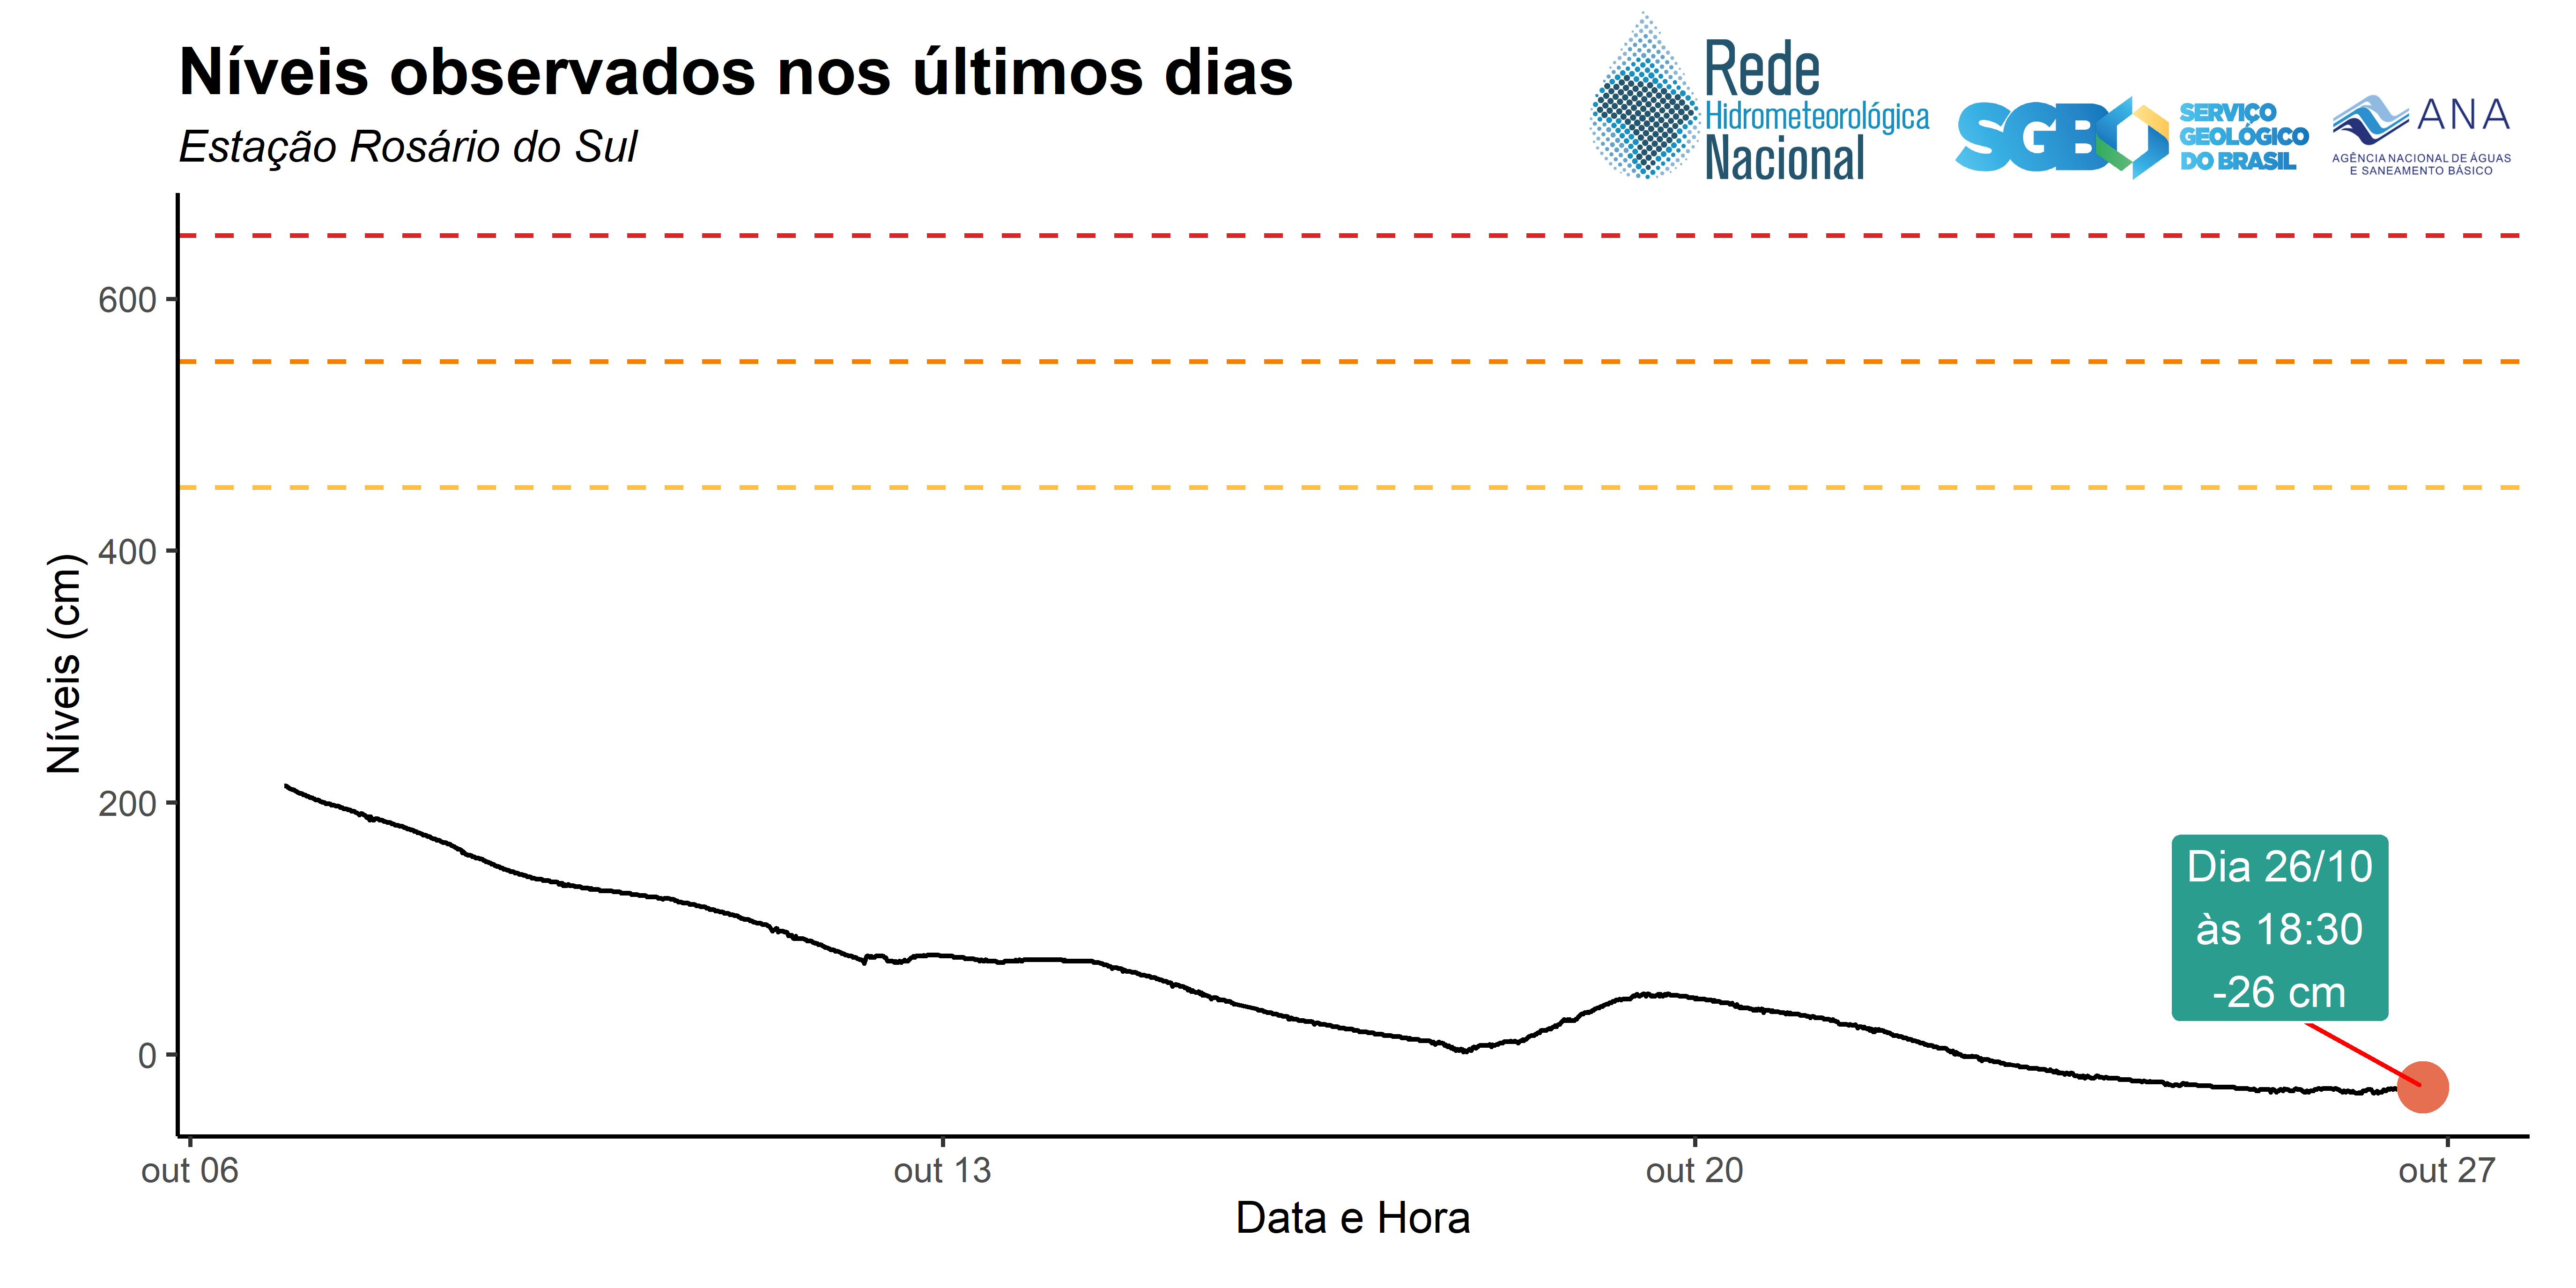 Níveis observados nos últimos dias
Estação Rosário do Sul
Rede
Hidrometeorológica
Nacional
SGB
SERVIÇO
GEOLÓGICO
DO BRASIL
ANA
AGÊNCIA NACIONAL DE ÁGUAS
E SANEAMENTO BÁSICO
Níveis (cm)
600
400
200
0
Dia 26/10
às 18:30
-26 cm
out 06
out 13
out 20
out 27
Data e Hora